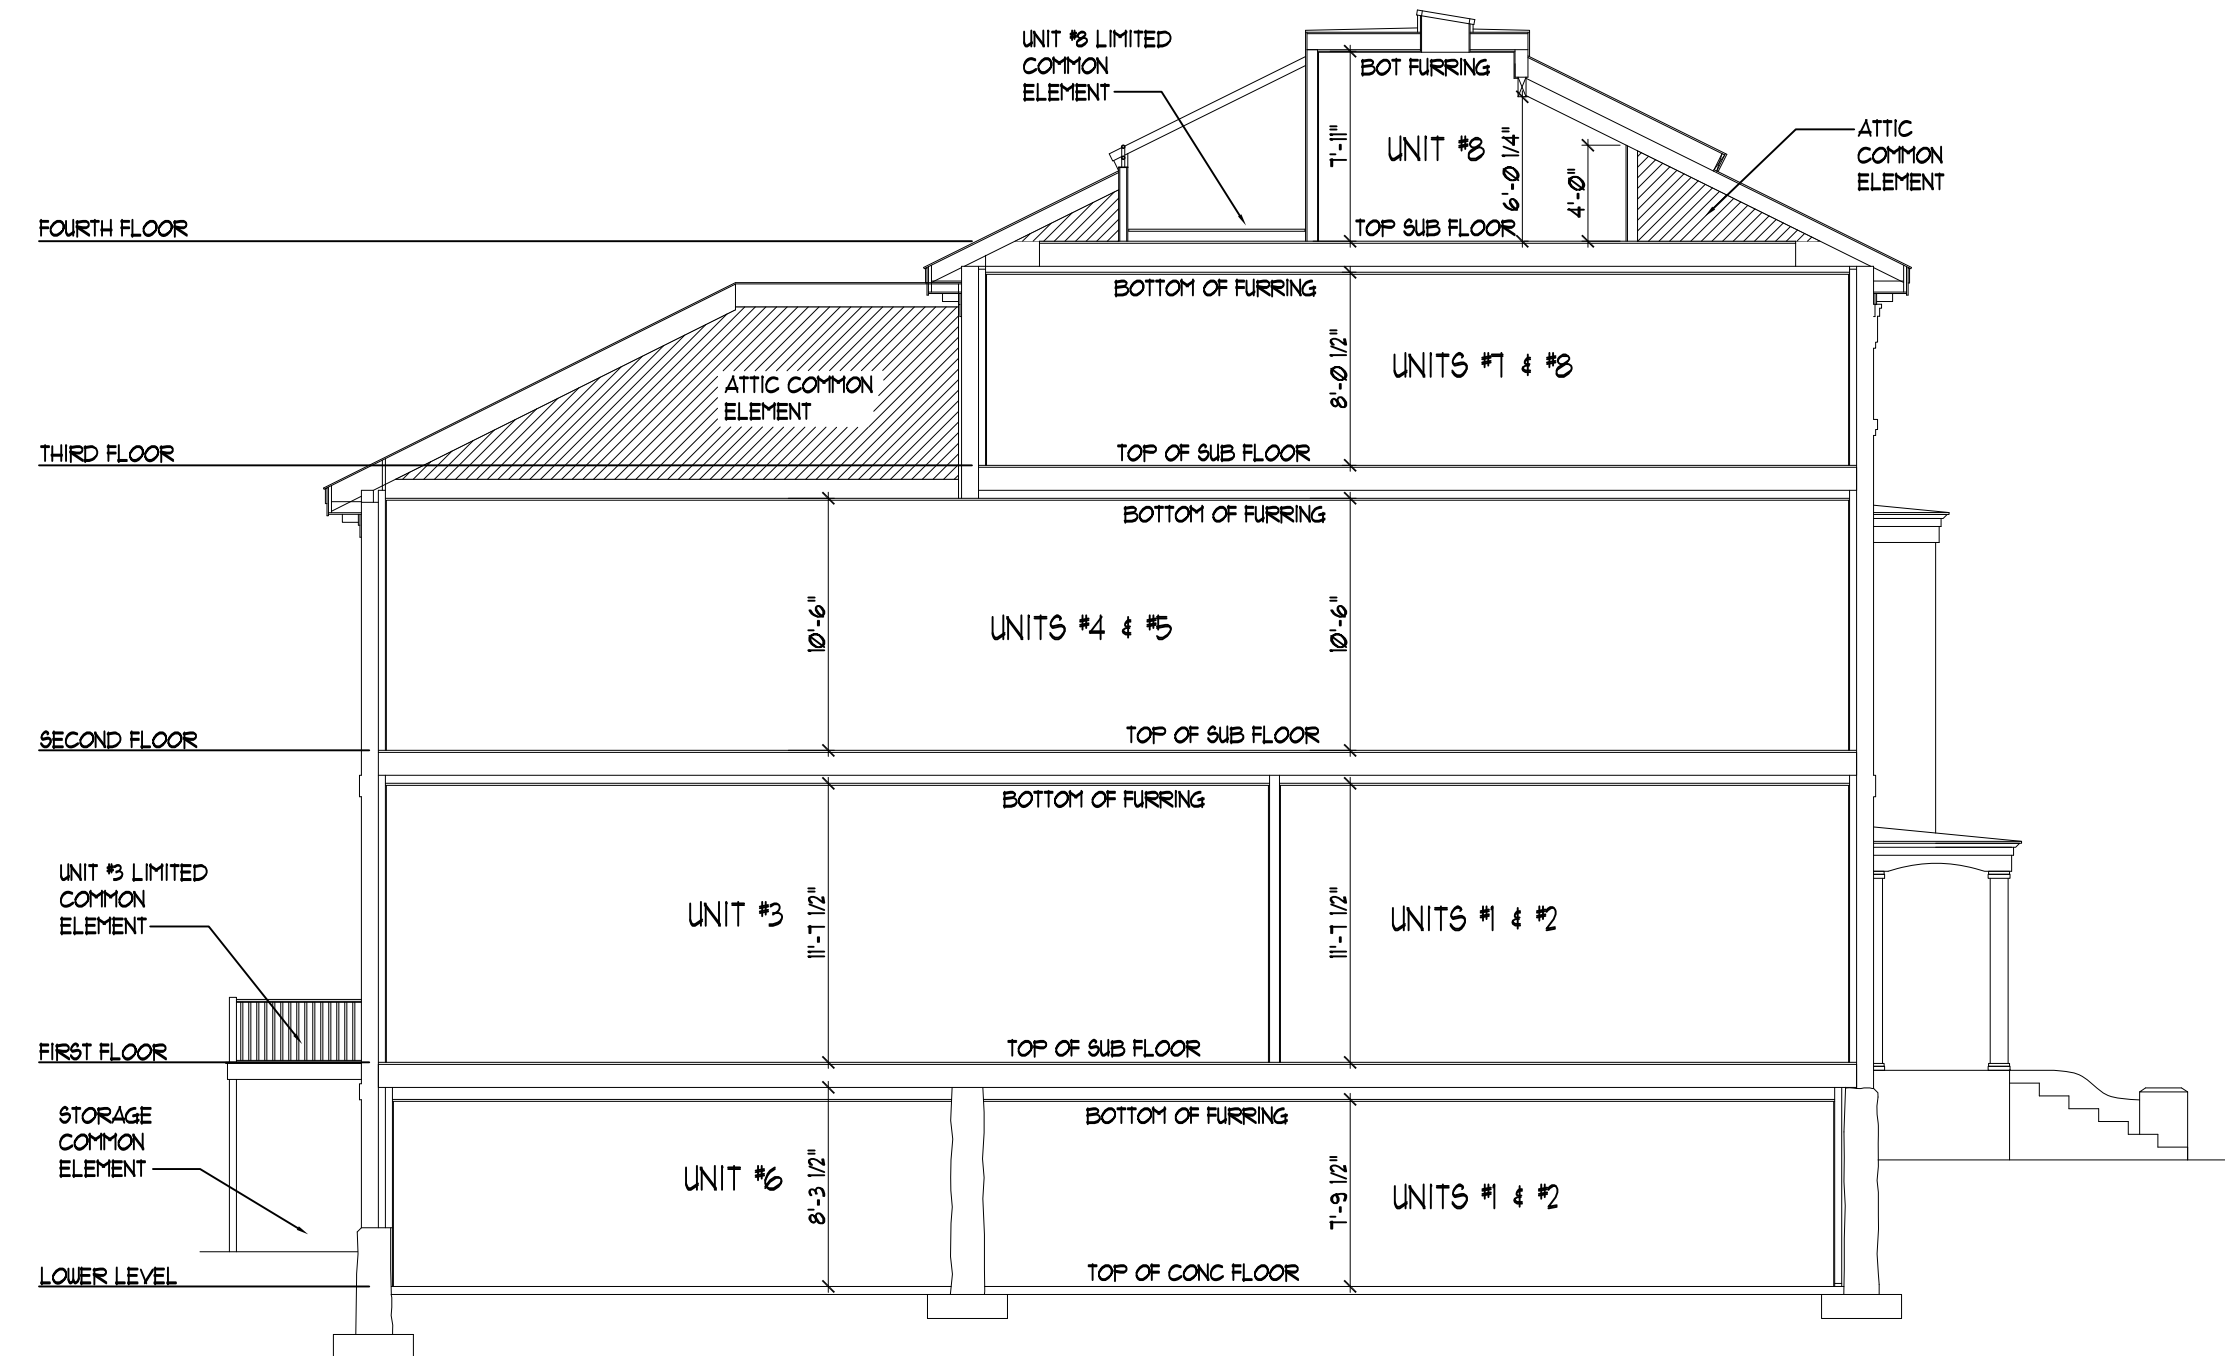 UNIT #8 LIMITED
COMMON
ELEMENT
BOT FURRING
7'-11"
UNIT #8
6'-0 1/4"
4'-0"
ATTIC
COMMON
ELEMENT
FOURTH FLOOR
TOP SUB FLOOR
BOTTOM OF FURRING
8'-0 1/2"
UNITS #7 & #8
ATTIC COMMON
ELEMENT
THIRD FLOOR
TOP OF SUB FLOOR
BOTTOM OF FURRING
10'-6"
UNITS #4 & #5
10'-6"
SECOND FLOOR
TOP OF SUB FLOOR
BOTTOM OF FURRING
UNIT #3 LIMITED
COMMON
ELEMENT
UNIT #3
11'-7 1/2"
11'-7 1/2"
UNITS #1 & #2
FIRST FLOOR
TOP OF SUB FLOOR
STORAGE
COMMON
ELEMENT
BOTTOM OF FURRING
UNIT #6
8'-3 1/2"
7'-9 1/2"
UNITS #1 & #2
LOWER LEVEL
TOP OF CONC FLOOR